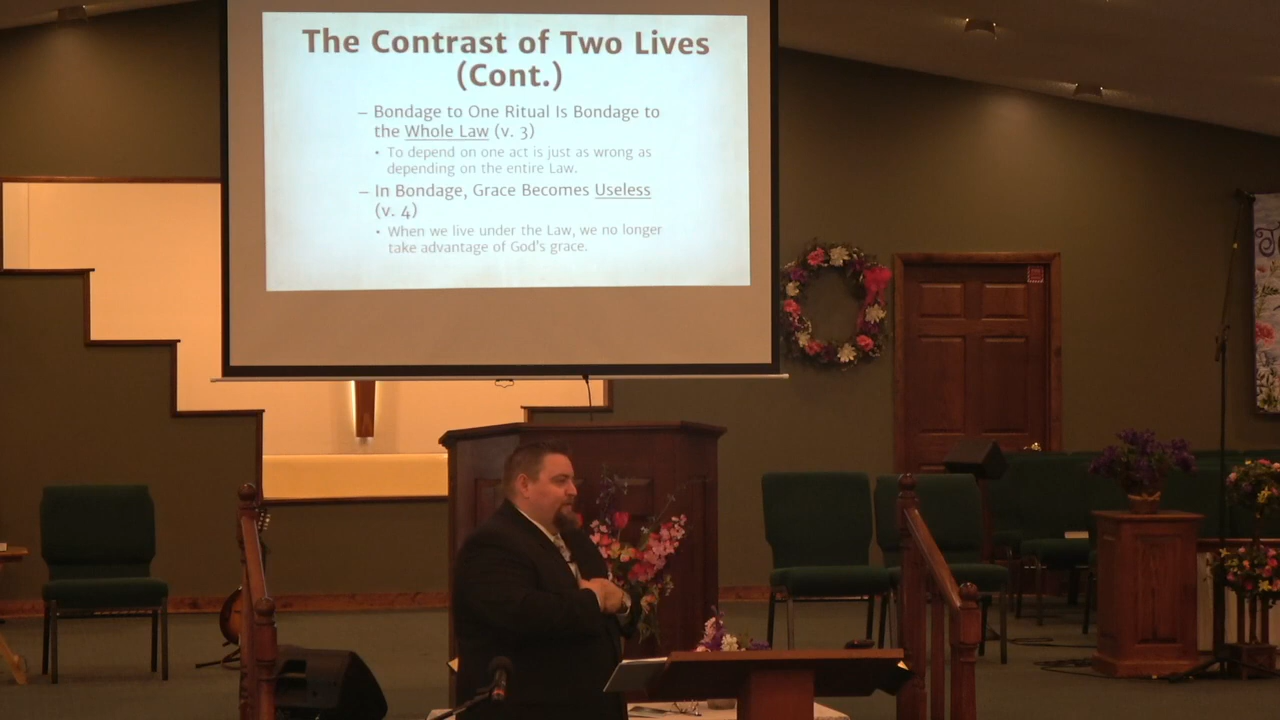 The Contrast of Two Lives
(Cont.)
– Bondage to One Ritual Is Bondage to
the Whole Law (v. 3)
• To depend on one act is just as wrong as
depending on the entire Law.
– In Bondage, Grace Becomes Useless
(v. 4)
• When we live under the Law, we no longer
take advantage of God's grace.